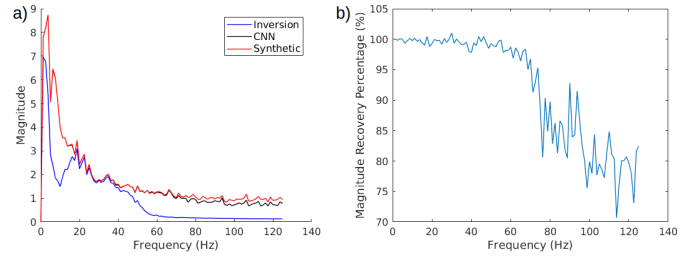 a)
9
8
7
6
5
4
3
2
1
0
Magnitude
Inversion
CNN
Synthetic
0 20 40 60 80 100 120 140
Frequency (Hz)
b)
105
100
95
90
85
80
75
70
Magnitude Recovery Percentage (%)
0 20 40 60 80 100 120 140
Frequency (Hz)